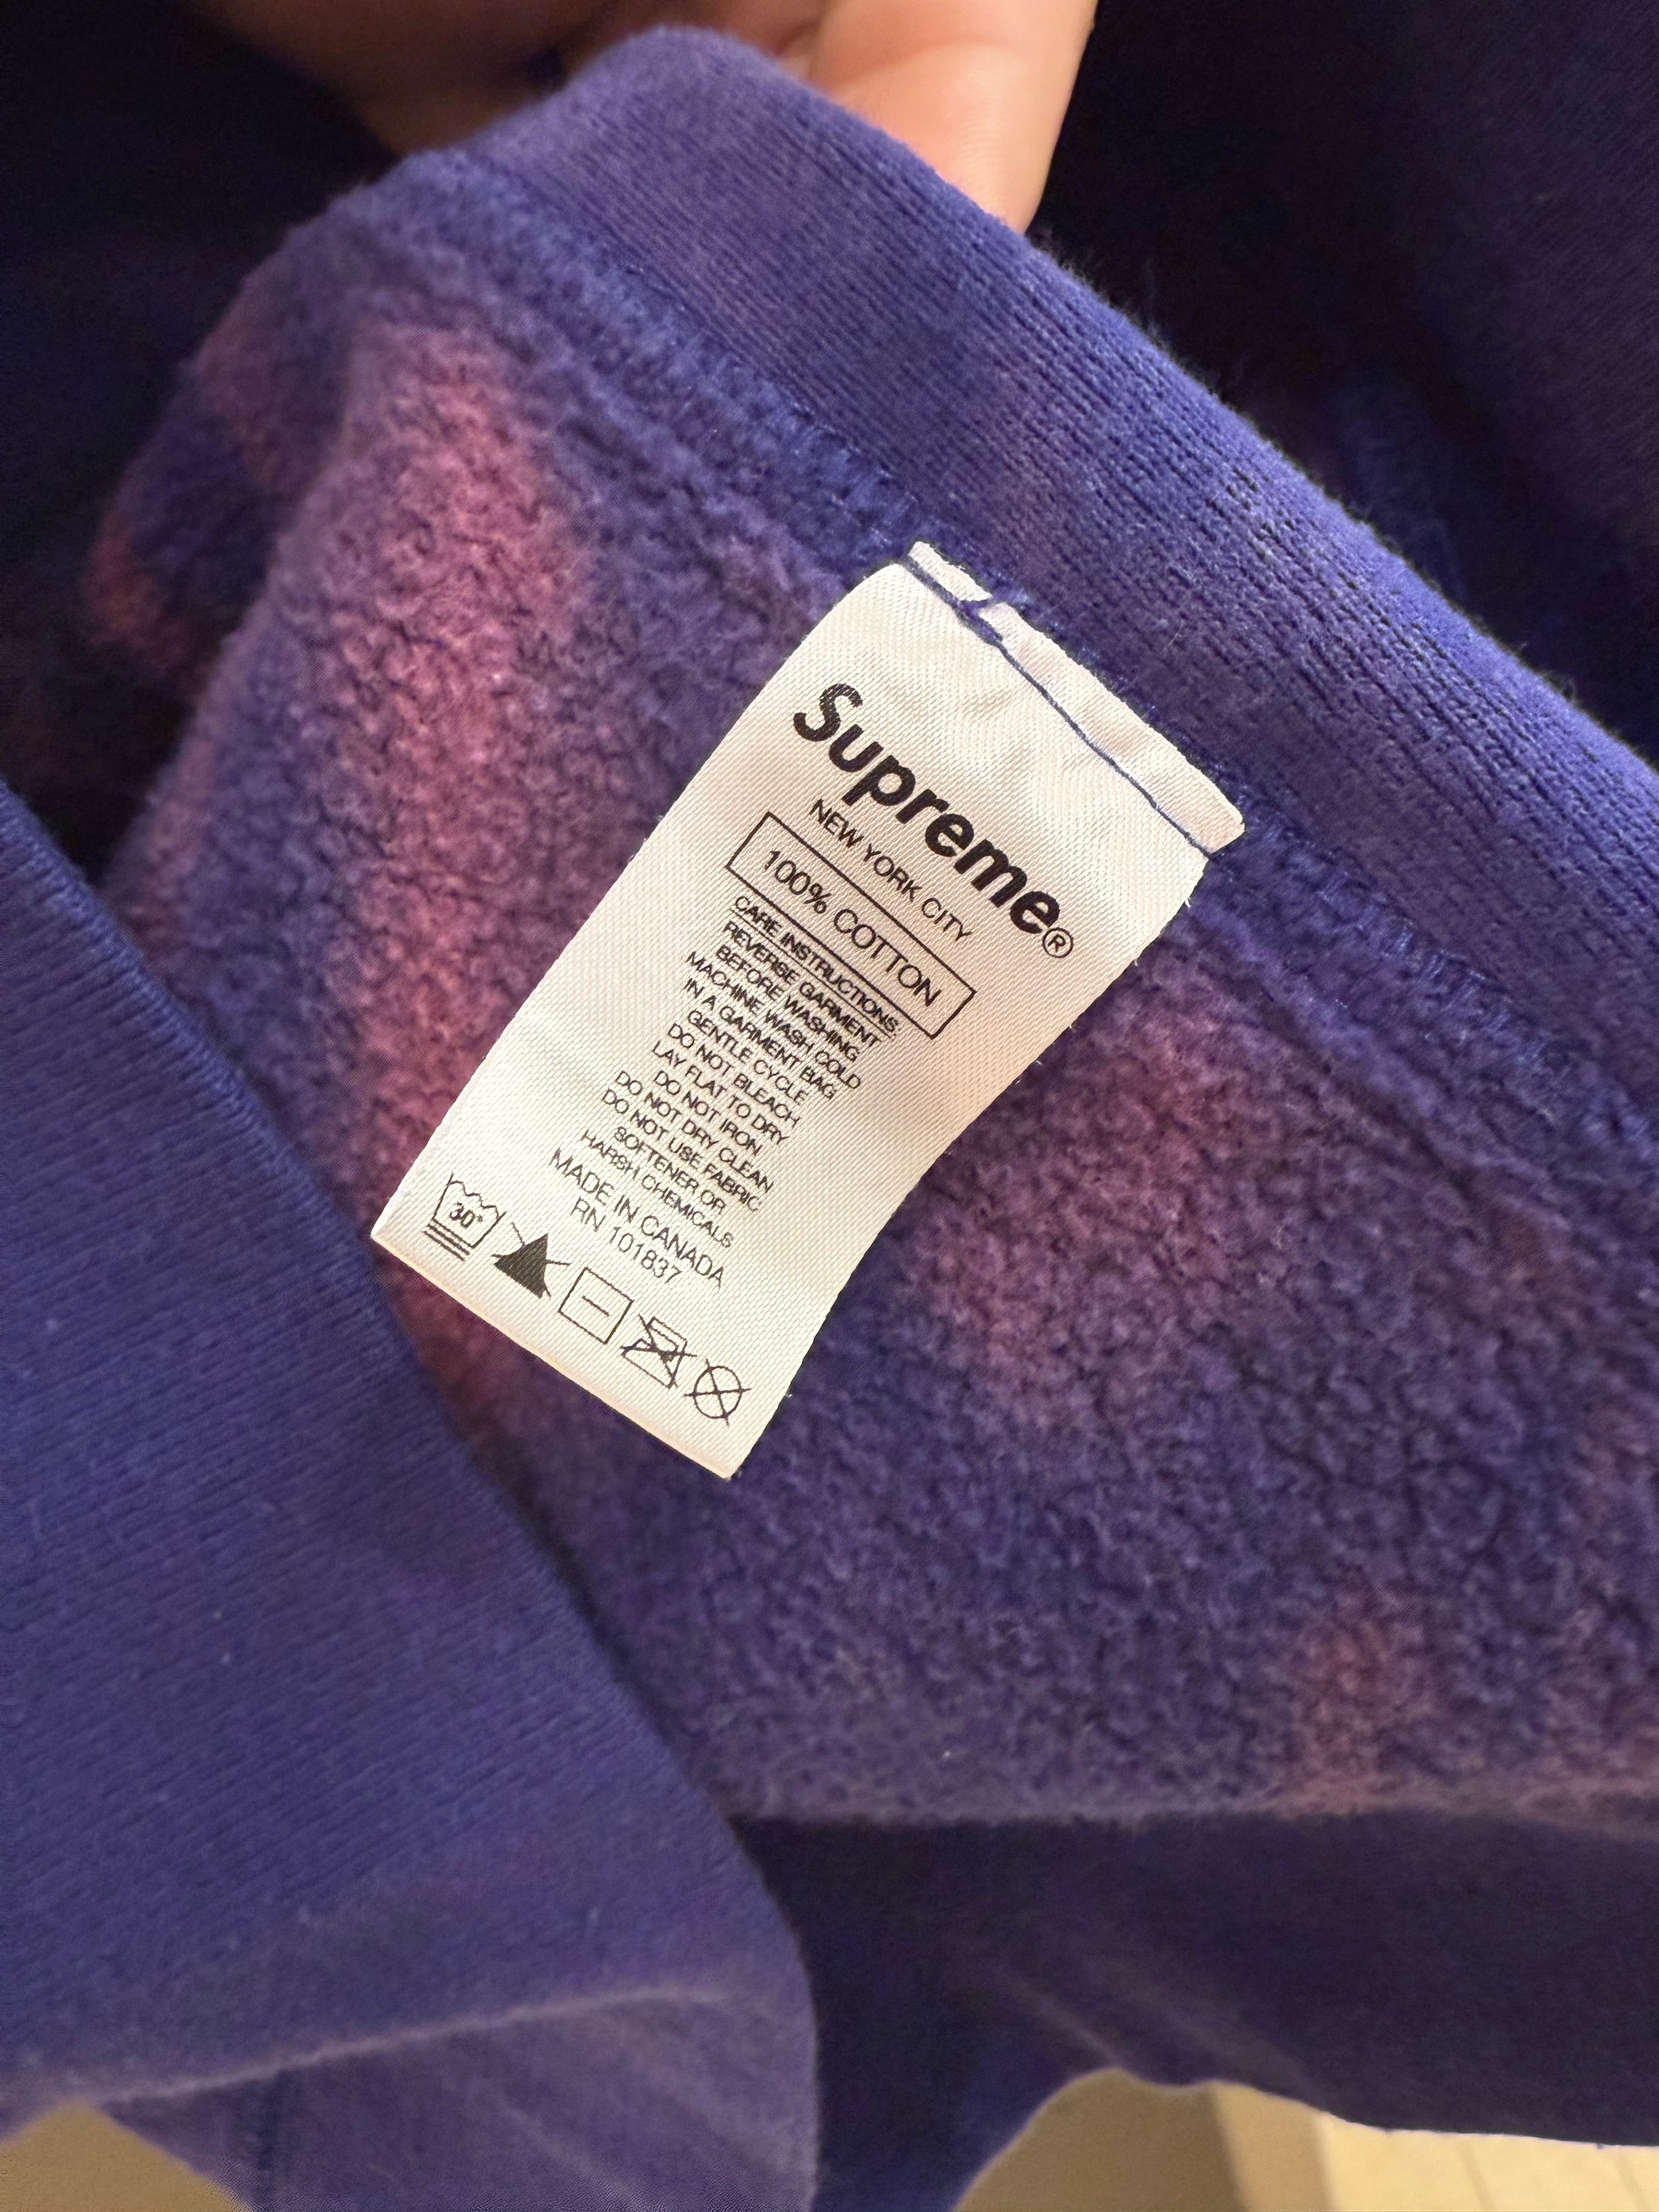 Supreme®
NEW YORK CITY
100% COTTON
CARE INSTRUCTIONS.
REVERSE GARMENT
BEFORE WASHING
MACHINE WASH COLD
IN A GARMENT BAG
GENTLE CYCLE
DO NOT BLEACH
LAY FLAT TO DRY
DO NOT IRON
DO NOT DRY CLEAN
DO NOT USE FABRIC
SOFTENER OR
HARSH CHEMICALS
MADE IN CANADA
RN 101837
30°